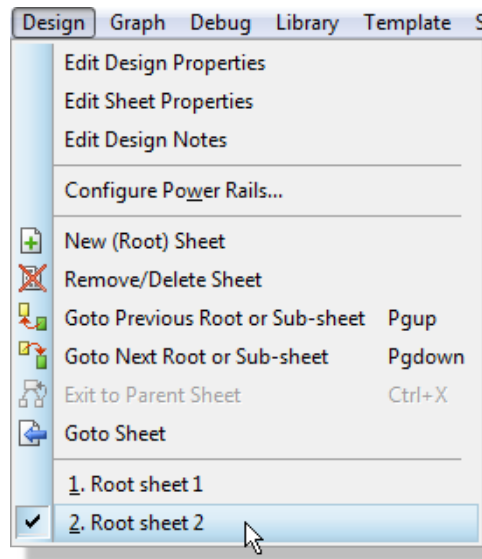 Design Graph Debug Library Template
Edit Design Properties
Edit Sheet Properties
Edit Design Notes
Configure Power Rails...
New (Root) Sheet
Remove/Delete Sheet
Goto Previous Root or Sub-sheet Pgup
Goto Next Root or Sub-sheet Pgdown
Exit to Parent Sheet Ctrl+X
Goto Sheet
1. Root sheet 1
2. Root sheet 2